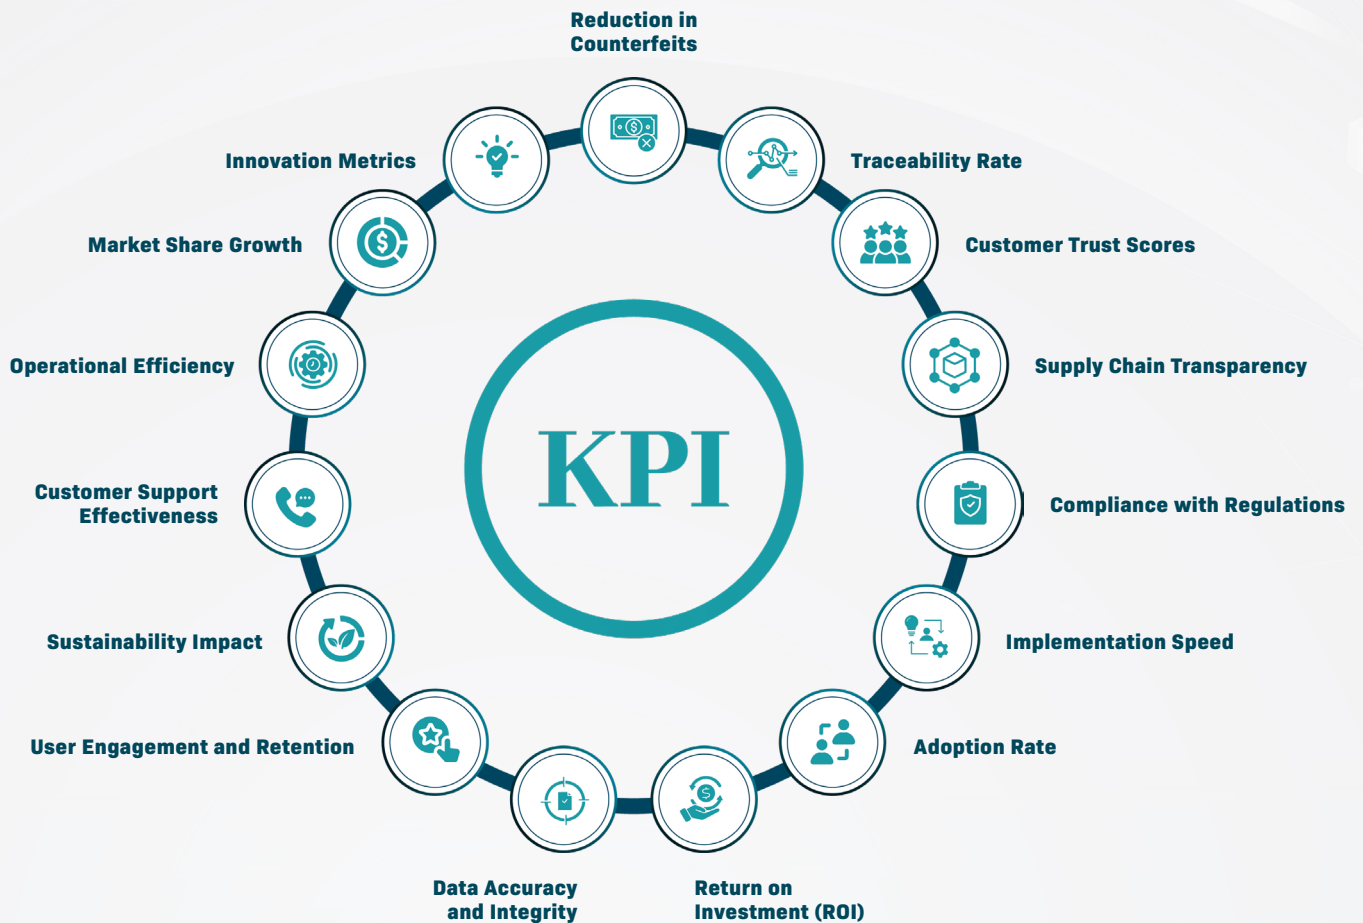 Reduction in
Counterfeits
Traceability Rate
Customer Trust Scores
Supply Chain Transparency
Compliance with Regulations
Implementation Speed
Adoption Rate
Return on
Investment (ROI)
Data Accuracy
and Integrity
User Engagement and Retention
Sustainability Impact
Customer Support
Effectiveness
Operational Efficiency
Market Share Growth
Innovation Metrics
KPI